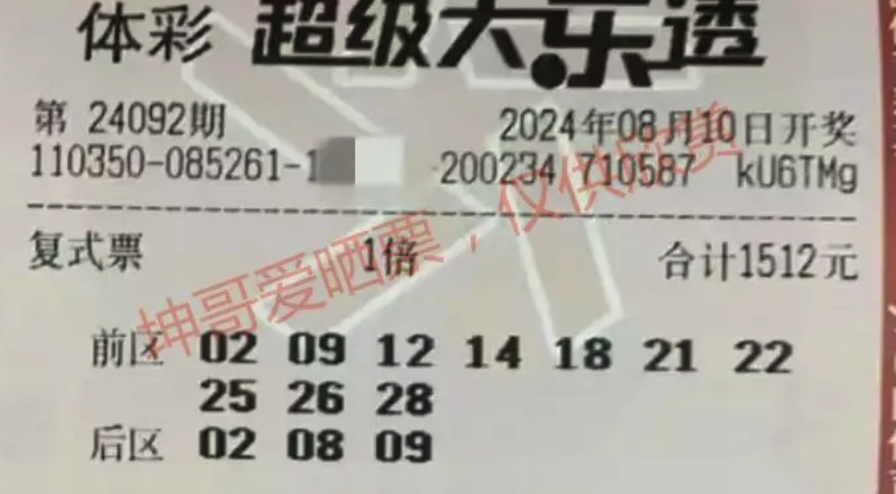 体彩 超级大乐透
第 24092期 2024年08月10日开奖
110350-085261-1 -200234 710587 kU6TMg
复式票 1倍 合计1512元
坤哥爱晒票，仅供欣赏
前区 02 09 12 14 18 21 22
25 26 28
后区 02 08 09